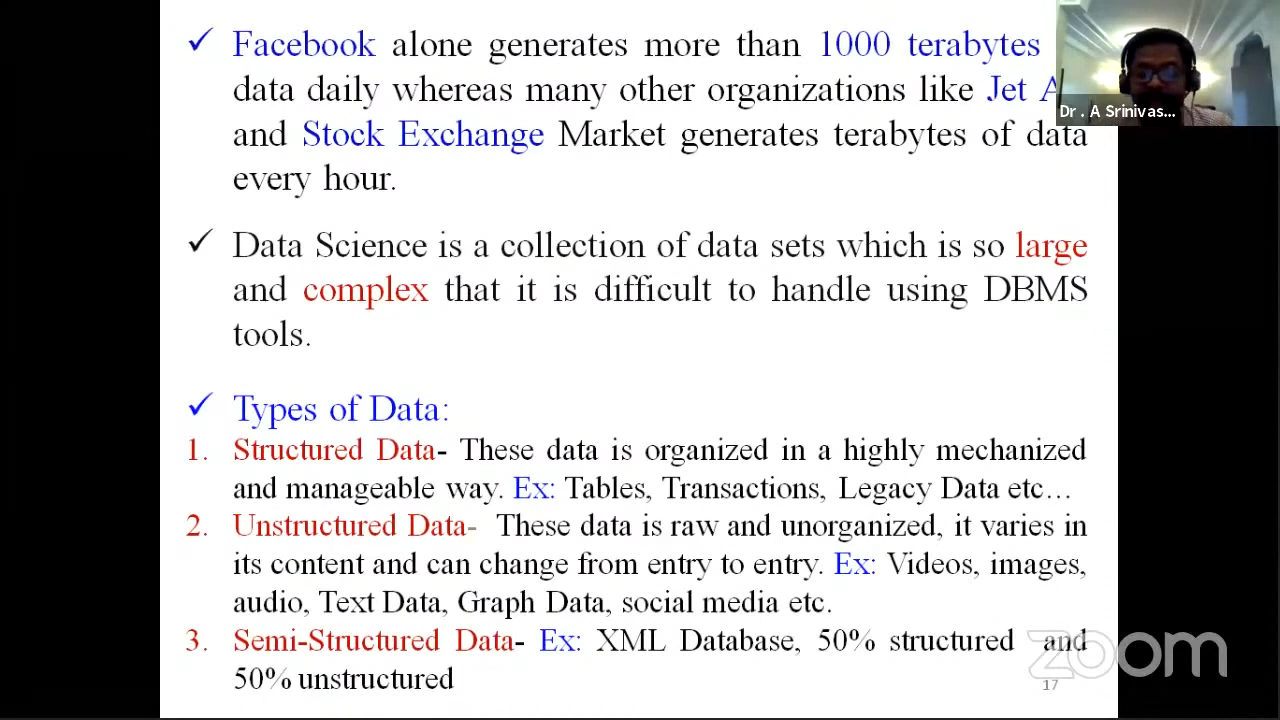 ✓ Facebook alone generates more than 1000 terabytes
data daily whereas many other organizations like Jet
and Stock Exchange Market generates terabytes of data
every hour.
✓ Data Science is a collection of data sets which is so large
and complex that it is difficult to handle using DBMS
tools.
✓ Types of Data:
1. Structured Data- These data is organized in a highly mechanized
and manageable way. Ex: Tables, Transactions, Legacy Data etc…
2. Unstructured Data- These data is raw and unorganized, it varies in
its content and can change from entry to entry. Ex: Videos, images,
audio, Text Data, Graph Data, social media etc.
3. Semi-Structured Data- Ex: XML Database, 50% structured and
50% unstructured
17
Dr . A Srinivas...
zoom